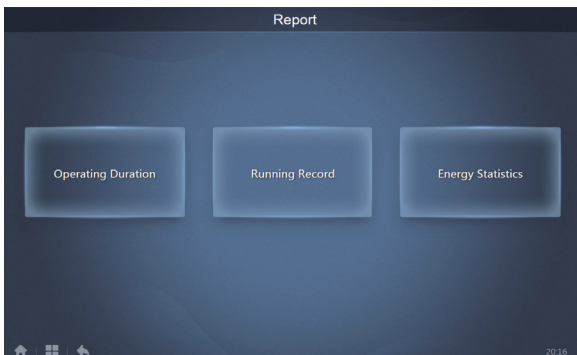 Report
Operating Duration
Running Record
Energy Statistics
20:16